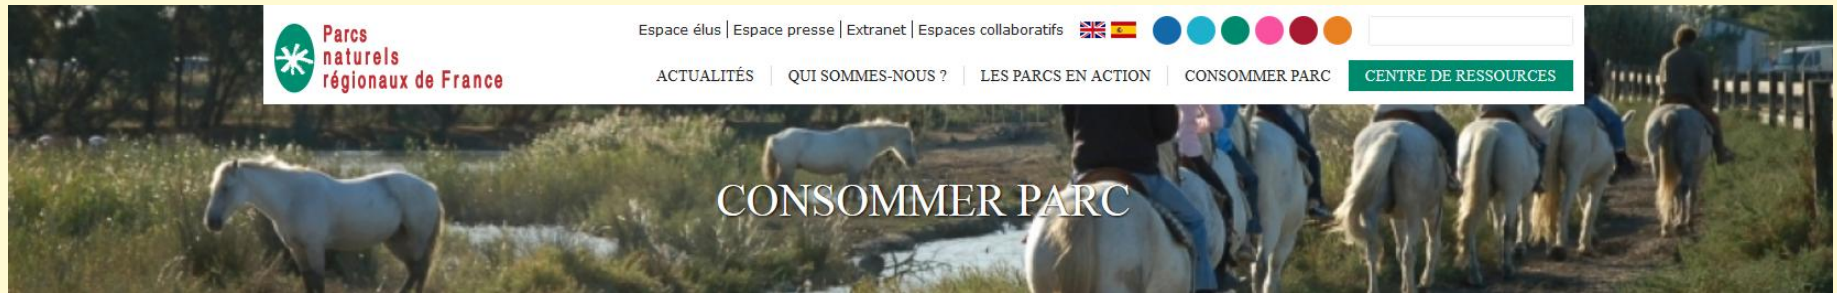 Parcs
naturels
régionaux de France
Espace élus | Espace presse | Extranet | Espaces collaboratifs
ACTUALITÉS
QUI SOMMES-NOUS ?
LES PARCS EN ACTION
CONSOMMER PARC
CENTRE DE RESSOURCES
CONSOMMER PARC